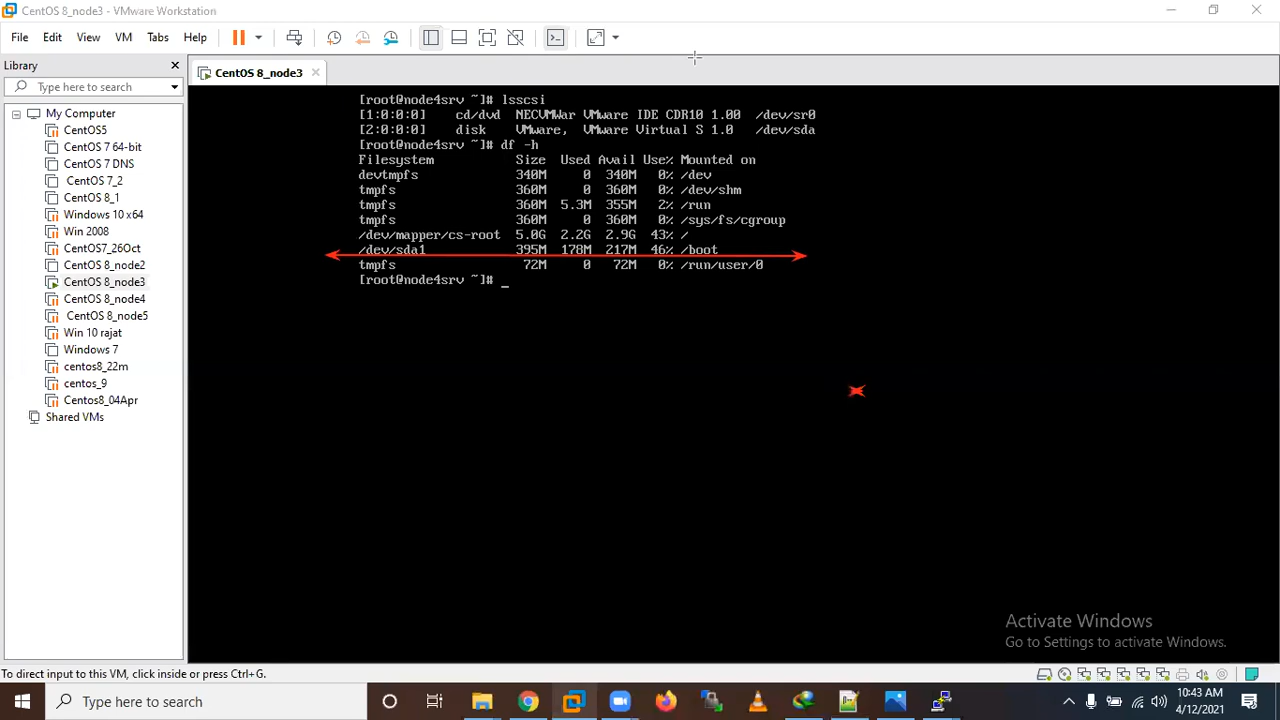 CentOS 8_node3 - VMware Workstation
File Edit View VM Tabs Help
Library
Type here to search
My Computer
CentOS5
CentOS 7 64-bit
CentOS 7 DNS
CentOS 7_2
CentOS 8_1
Windows 10 x64
Win 2008
CentOS7_26Oct
CentOS 8_node2
CentOS 8_node3
CentOS 8_node4
CentOS 8_node5
Win 10 rajat
Windows 7
centos8_22m
centos_9
Centos8_04Apr
Shared VMs
CentOS 8_node3
[root@node4srv ~]# lsscsi
[1:0:0:0] cd/dvd NECVMWar VMware IDE CDR10 1.00 /dev/sr0
[2:0:0:0] disk VMware, VMware Virtual S 1.0 /dev/sda
[root@node4srv ~]# df -h
Filesystem Size Used Avail Use% Mounted on
devtmpfs 340M 0 340M 0% /dev
tmpfs 360M 0 360M 0% /dev/shm
tmpfs 360M 5.3M 355M 2% /run
tmpfs 360M 0 360M 0% /sys/fs/cgroup
/dev/mapper/cs-root 5.0G 2.2G 2.9G 43% /
/dev/sda1 395M 178M 217M 46% /boot
tmpfs 72M 0 72M 0% /run/user/0
[root@node4srv ~]# _
Activate Windows
Go to Settings to activate Windows.
To direct input to this VM, click inside or press Ctrl+G.
Type here to search
10:43 AM
4/12/2021